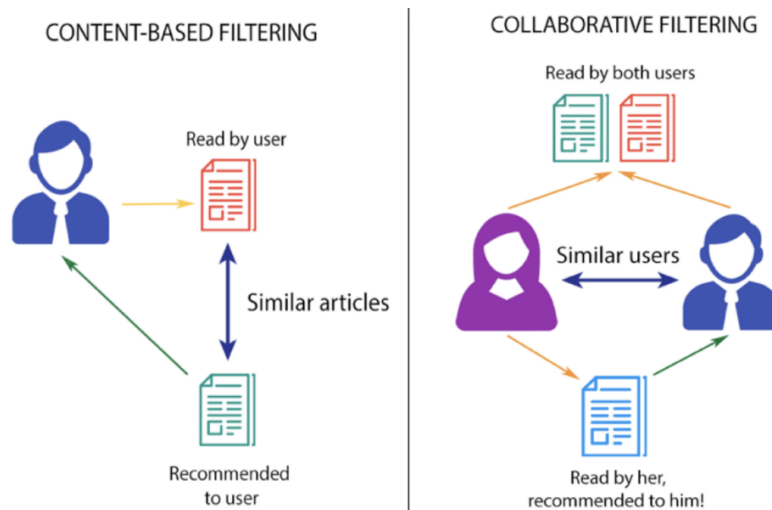 CONTENT-BASED FILTERING
Read by user
Similar articles
Recommended
to user
COLLABORATIVE FILTERING
Read by both users
Similar users
Read by her,
recommended to him!